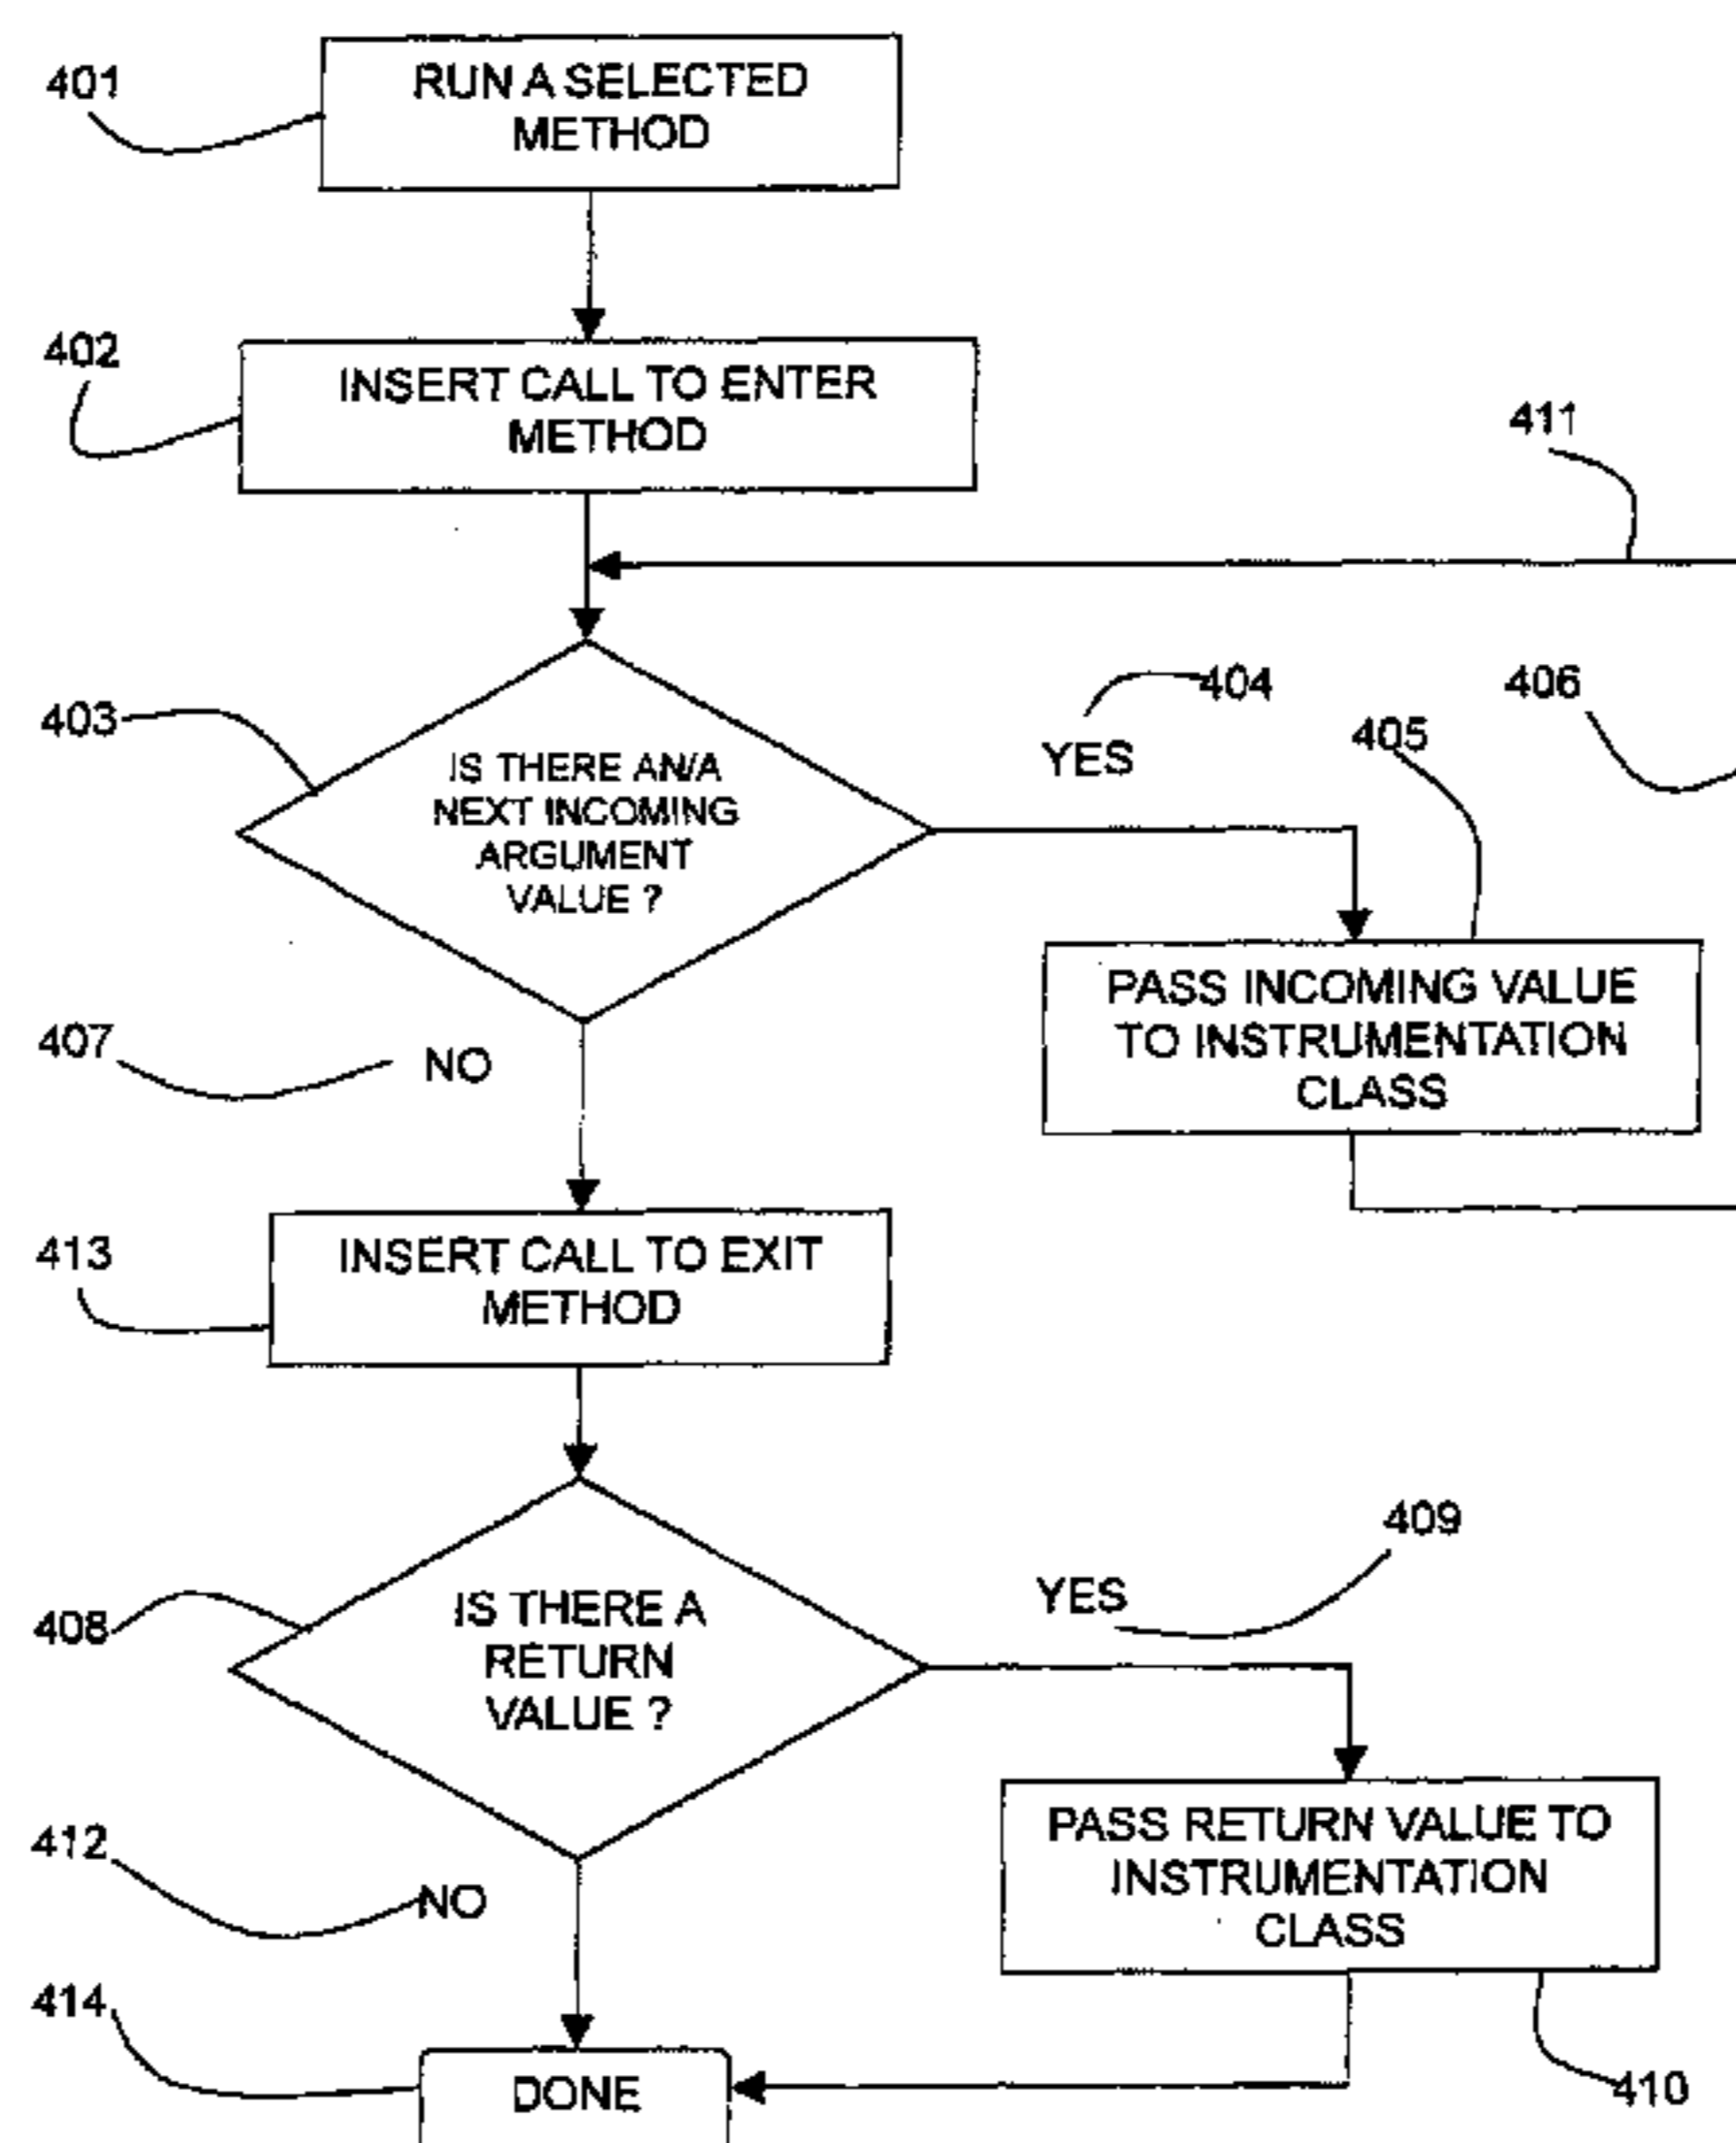 401
RUN A SELECTED
METHOD
402
INSERT CALL TO ENTER
METHOD
411
403
IS THERE AN/A
NEXT INCOMING
ARGUMENT
VALUE ?
404
YES
405
406
PASS INCOMING VALUE
TO INSTRUMENTATION
CLASS
407
NO
413
INSERT CALL TO EXIT
METHOD
408
IS THERE A
RETURN
VALUE ?
409
YES
PASS RETURN VALUE TO
INSTRUMENTATION
CLASS
410
412
NO
414
DONE